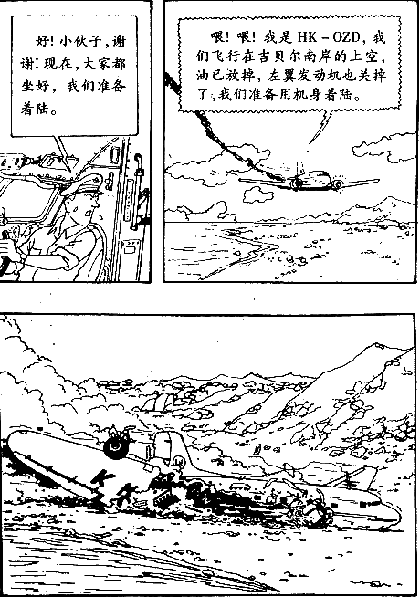 好!小伙子,谢
谢!现在,大家都
坐好,我们准备
着陆。
喂!喂!我是HK-OZD,我
们飞行在吉贝尔南岸的上空,
油已放掉,左翼发动机也关掉
了,我们准备用机身着陆。
K